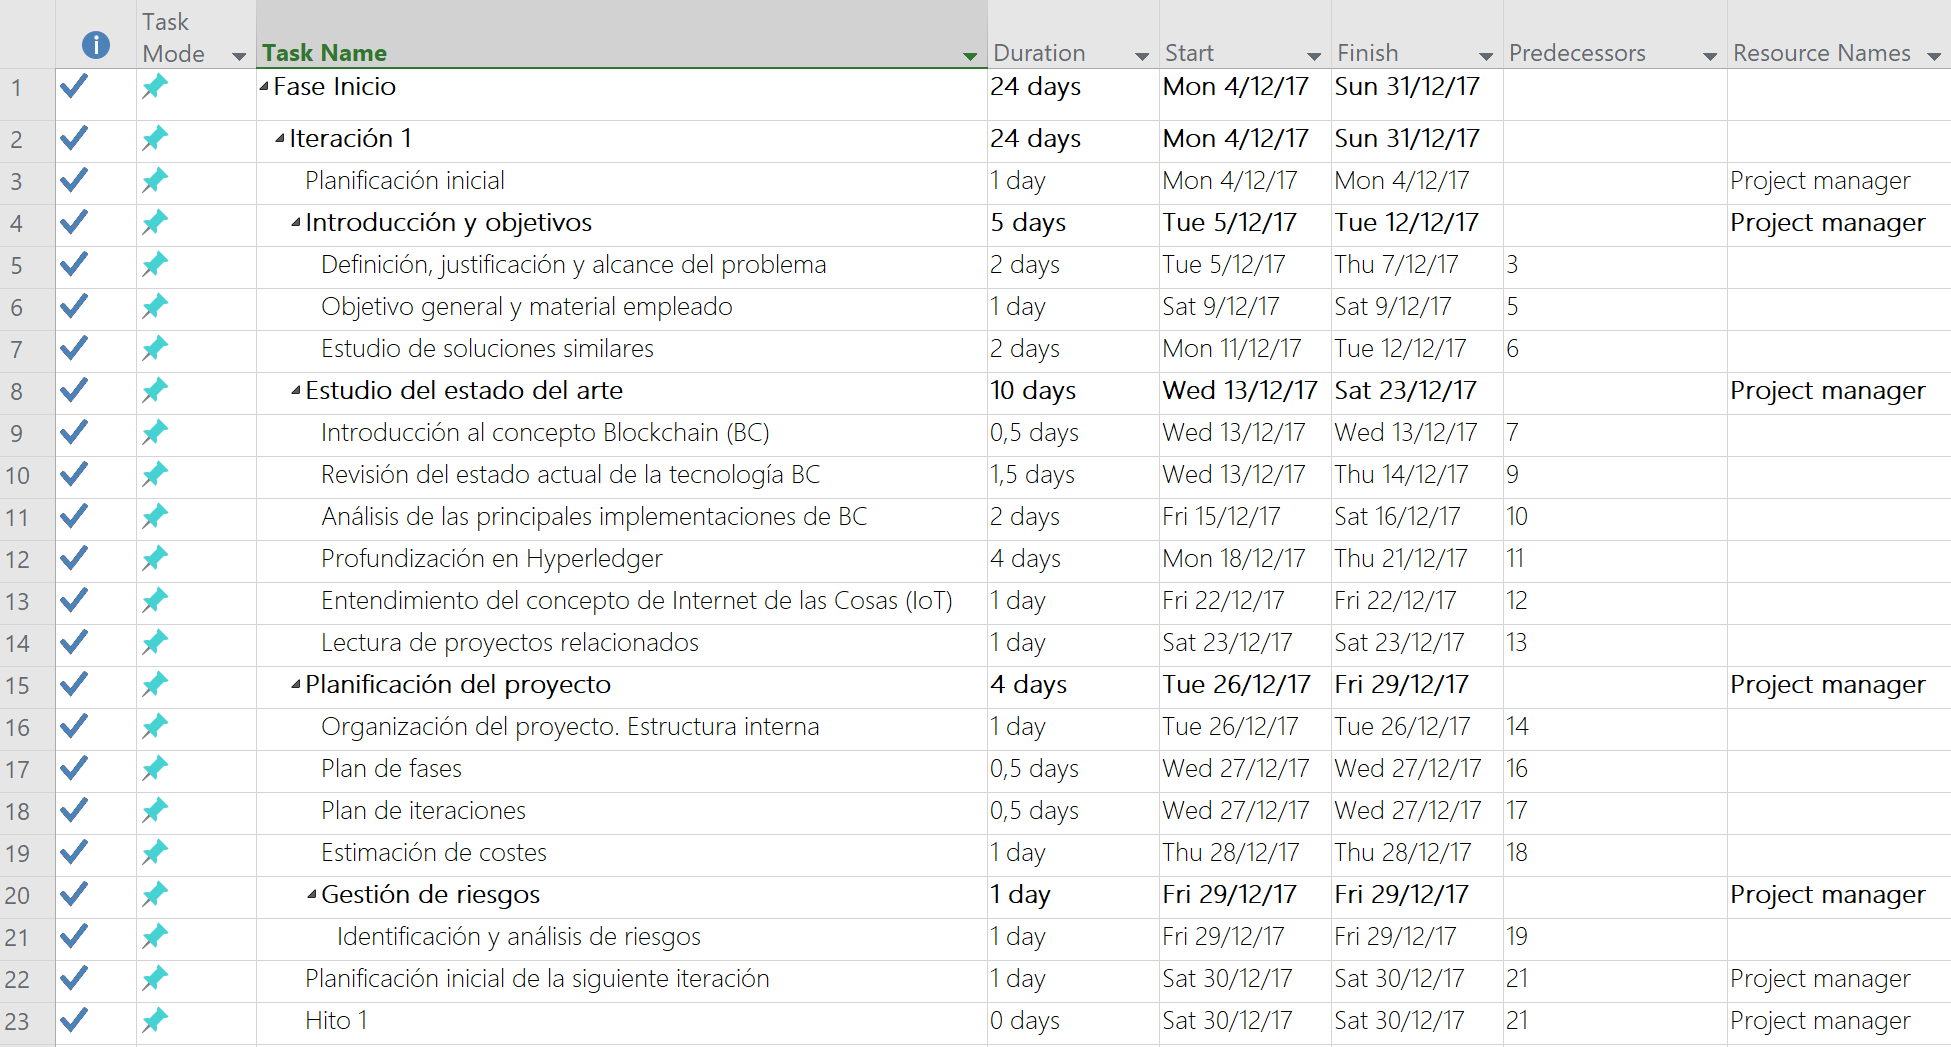 i Task Mode Task Name Duration Start Finish Predecessors Resource Names
1 Fase Inicio 24 days Mon 4/12/17 Sun 31/12/17
2 Iteración 1 24 days Mon 4/12/17 Sun 31/12/17
3 Planificación inicial 1 day Mon 4/12/17 Mon 4/12/17 Project manager
4 Introducción y objetivos 5 days Tue 5/12/17 Tue 12/12/17 Project manager
5 Definición, justificación y alcance del problema 2 days Tue 5/12/17 Thu 7/12/17 3
6 Objetivo general y material empleado 1 day Sat 9/12/17 Sat 9/12/17 5
7 Estudio de soluciones similares 2 days Mon 11/12/17 Tue 12/12/17 6
8 Estudio del estado del arte 10 days Wed 13/12/17 Sat 23/12/17 Project manager
9 Introducción al concepto Blockchain (BC) 0,5 days Wed 13/12/17 Wed 13/12/17 7
10 Revisión del estado actual de la tecnología BC 1,5 days Wed 13/12/17 Thu 14/12/17 9
11 Análisis de las principales implementaciones de BC 2 days Fri 15/12/17 Sat 16/12/17 10
12 Profundización en Hyperledger 4 days Mon 18/12/17 Thu 21/12/17 11
13 Entendimiento del concepto de Internet de las Cosas (IoT) 1 day Fri 22/12/17 Fri 22/12/17 12
14 Lectura de proyectos relacionados 1 day Sat 23/12/17 Sat 23/12/17 13
15 Planificación del proyecto 4 days Tue 26/12/17 Fri 29/12/17 Project manager
16 Organización del proyecto. Estructura interna 1 day Tue 26/12/17 Tue 26/12/17 14
17 Plan de fases 0,5 days Wed 27/12/17 Wed 27/12/17 16
18 Plan de iteraciones 0,5 days Wed 27/12/17 Wed 27/12/17 17
19 Estimación de costes 1 day Thu 28/12/17 Thu 28/12/17 18
20 Gestión de riesgos 1 day Fri 29/12/17 Fri 29/12/17 Project manager
21 Identificación y análisis de riesgos 1 day Fri 29/12/17 Fri 29/12/17 19
22 Planificación inicial de la siguiente iteración 1 day Sat 30/12/17 Sat 30/12/17 21 Project manager
23 Hito 1 0 days Sat 30/12/17 Sat 30/12/17 21 Project manager